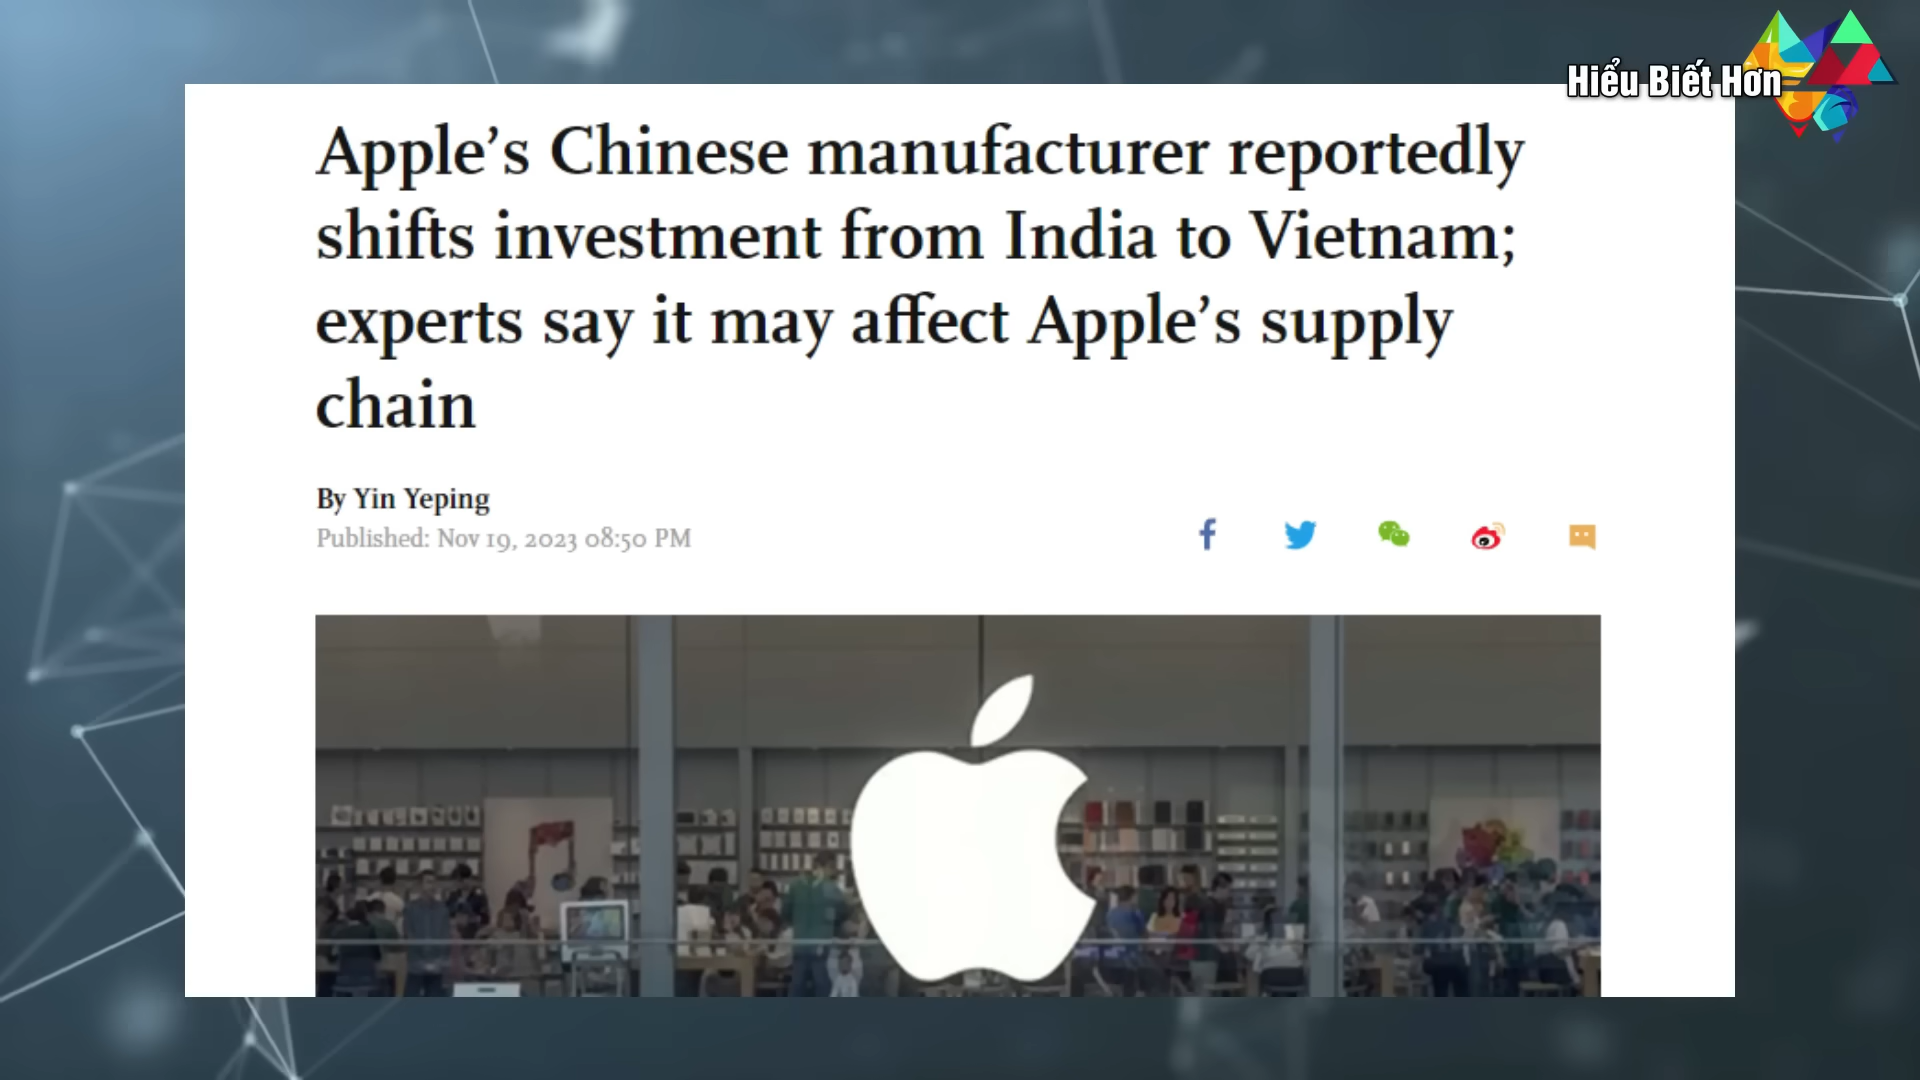 Hiểu Biết Hơn
Apple’s Chinese manufacturer reportedly
shifts investment from India to Vietnam;
experts say it may affect Apple’s supply
chain
By Yin Yeping
Published: Nov 19, 2023 08:50 PM